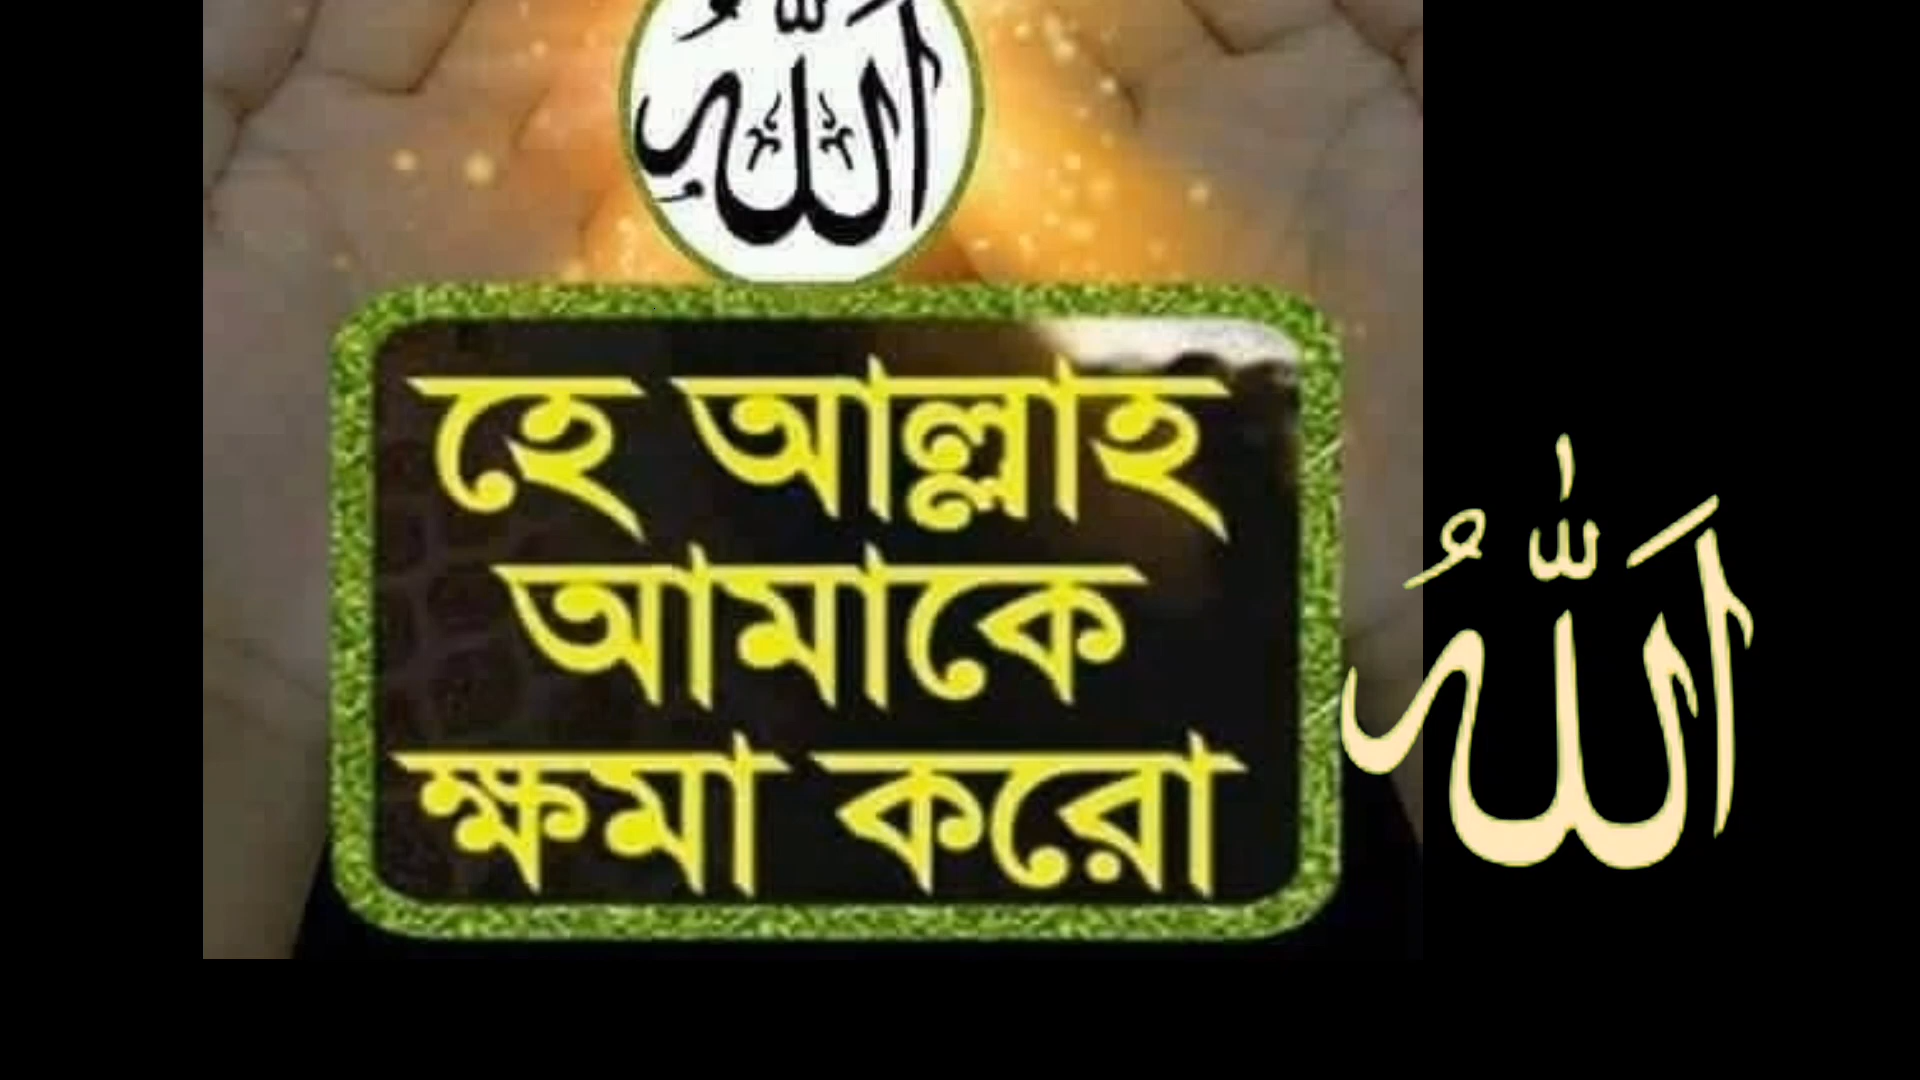 الله
হে আল্লাহ
আমাকে
ক্ষমা করো
الله